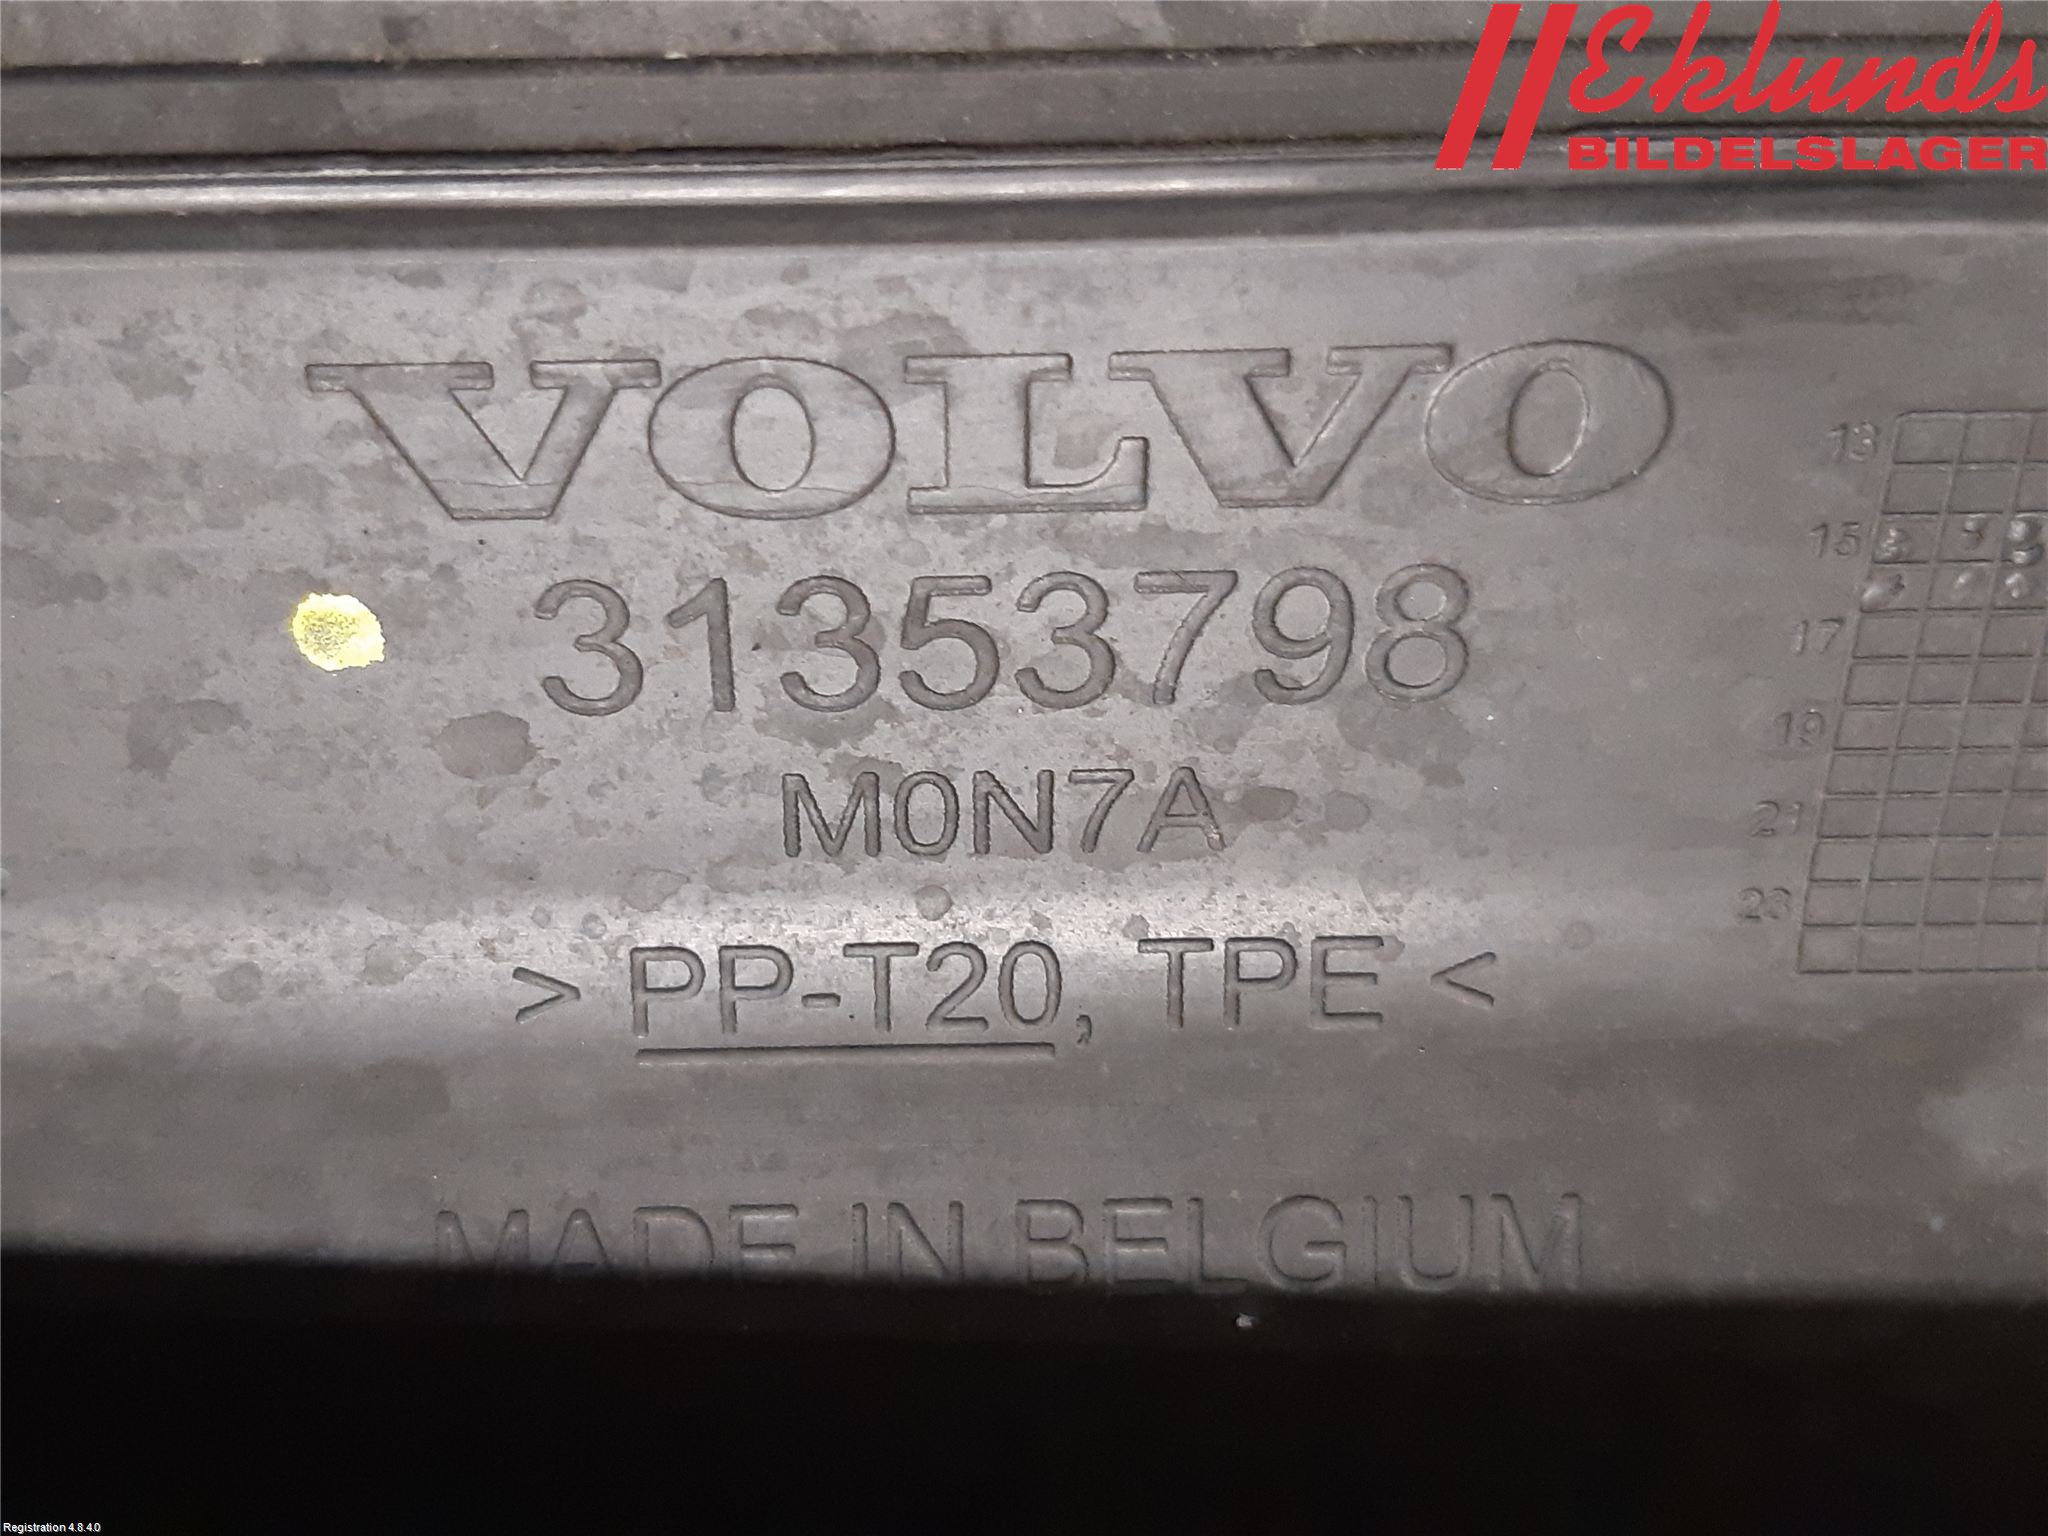 Eklunds
BILDELSLAGER
VOLVO
31353798
M0N7A
> PP-T20, TPE <
MADE IN BELGIUM
13
15
17
19
21
23
Registration 4.8.4.0